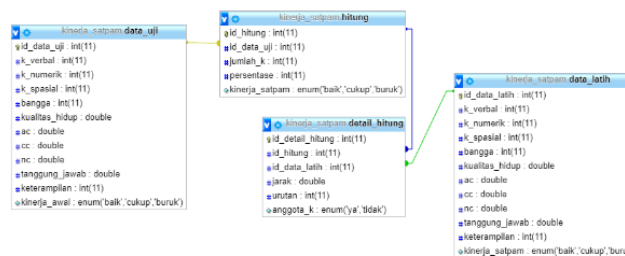 kinerja_satpam.data_uji
id_data_uji : int(11)
k_verbal : int(11)
k_numerik : int(11)
k_spasial : int(11)
bangga : int(11)
kualitas_hidup : double
ac : double
cc : double
nc : double
tanggung_jawab : double
keterampilan : int(11)
kinerja_awal : enum('baik','cukup','buruk')
kinerja_satpam.hitung
id_hitung : int(11)
id_data_uji : int(11)
jumlah_k : int(11)
persentase : int(11)
kinerja_satpam : enum('baik','cukup','buruk')
kinerja_satpam.detail_hitung
id_detail_hitung : int(11)
id_hitung : int(11)
id_data_latih : int(11)
jarak : double
urutan : int(11)
anggota_k : enum('ya','tidak')
kinerja_satpam.data_latih
id_data_latih : int(11)
k_verbal : int(11)
k_numerik : int(11)
k_spasial : int(11)
bangga : int(11)
kualitas_hidup : double
ac : double
cc : double
nc : double
tanggung_jawab : double
keterampilan : int(11)
kinerja_satpam : enum('baik','cukup','buru